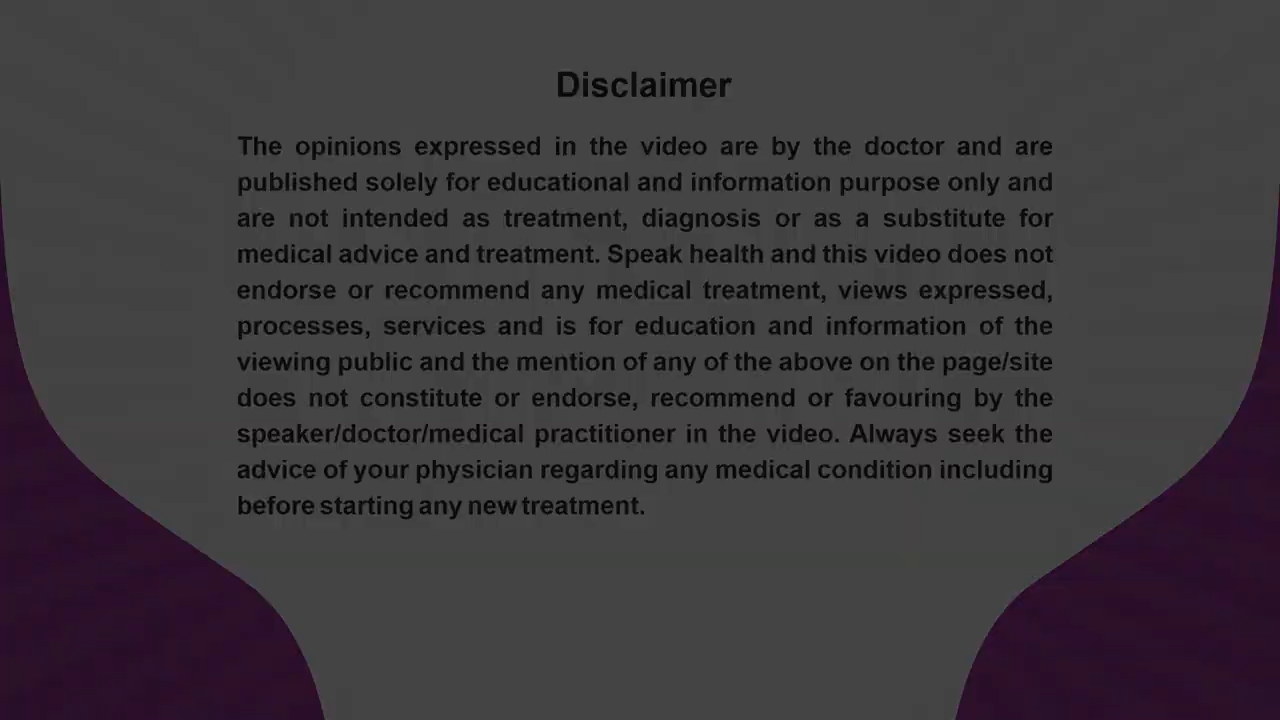 Disclaimer
The opinions expressed in the video are by the doctor and are
published solely for educational and information purpose only and
are not intended as treatment, diagnosis or as a substitute for
medical advice and treatment. Speak health and this video does not
endorse or recommend any medical treatment, views expressed,
processes, services and is for education and information of the
viewing public and the mention of any of the above on the page/site
does not constitute or endorse, recommend or favouring by the
speaker/doctor/medical practitioner in the video. Always seek the
advice of your physician regarding any medical condition including
before starting any new treatment.